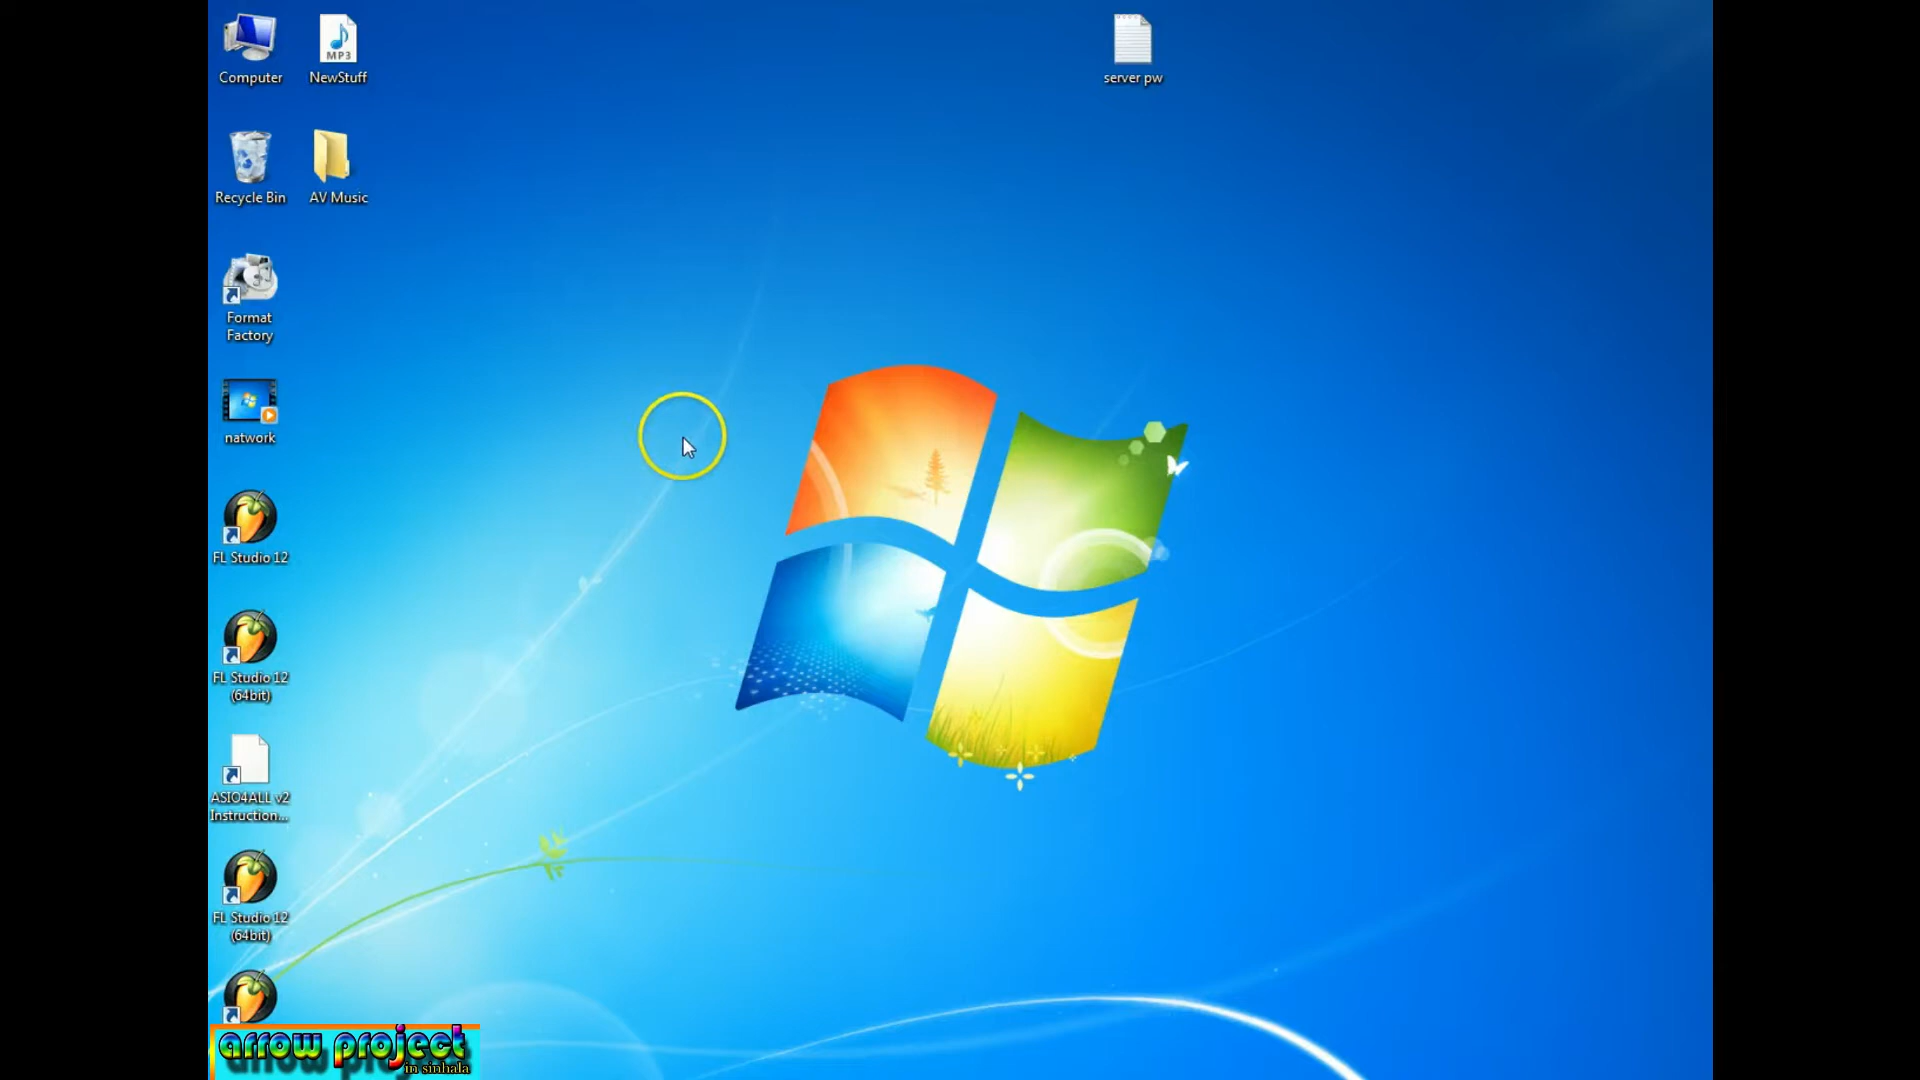 Computer
NewStuff
server pw
MP3
Recycle Bin
AV Music
Format
Factory
natwork
FL Studio 12
FL Studio 12
(64bit)
ASIO4ALL v2
Instruction...
FL Studio 12
(64bit)
arrow project
in sinhala